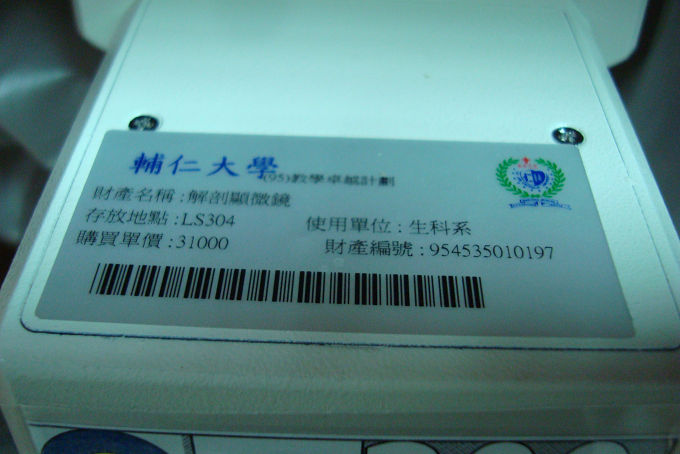 輔仁大學 (95)教學卓越計劃
財產名稱:解剖顯微鏡
存放地點:LS304 使用單位:生科系
購買單價:31000 財產編號:954535010197